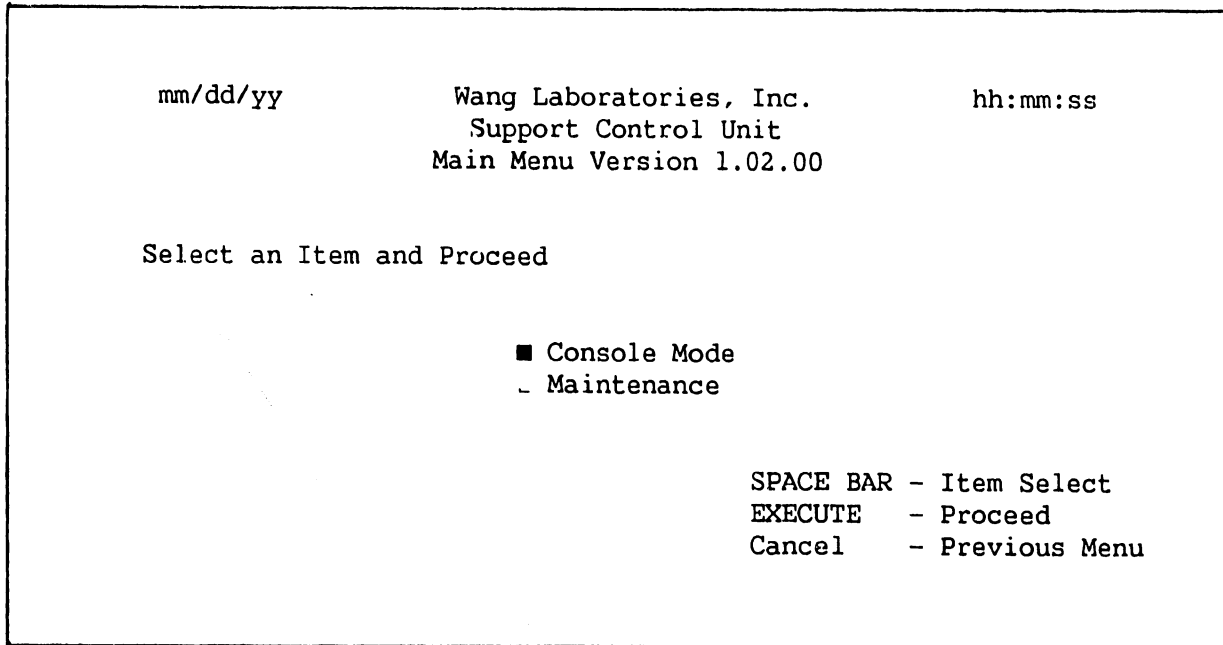 mm/dd/yy Wang Laboratories, Inc. hh:mm:ss
Support Control Unit
Main Menu Version 1.02.00
Select an Item and Proceed
■ Console Mode
_ Maintenance
SPACE BAR - Item Select
EXECUTE - Proceed
Cancel - Previous Menu